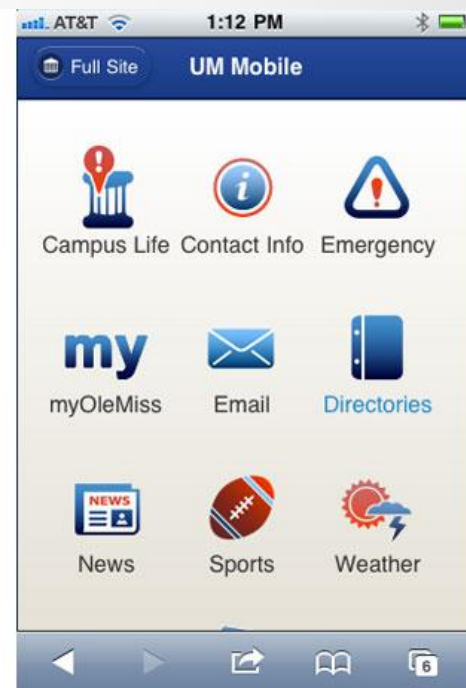 AT&T 1:12 PM
Full Site UM Mobile
Campus Life Contact Info Emergency
my
myOleMiss Email Directories
NEWS
News Sports Weather
6